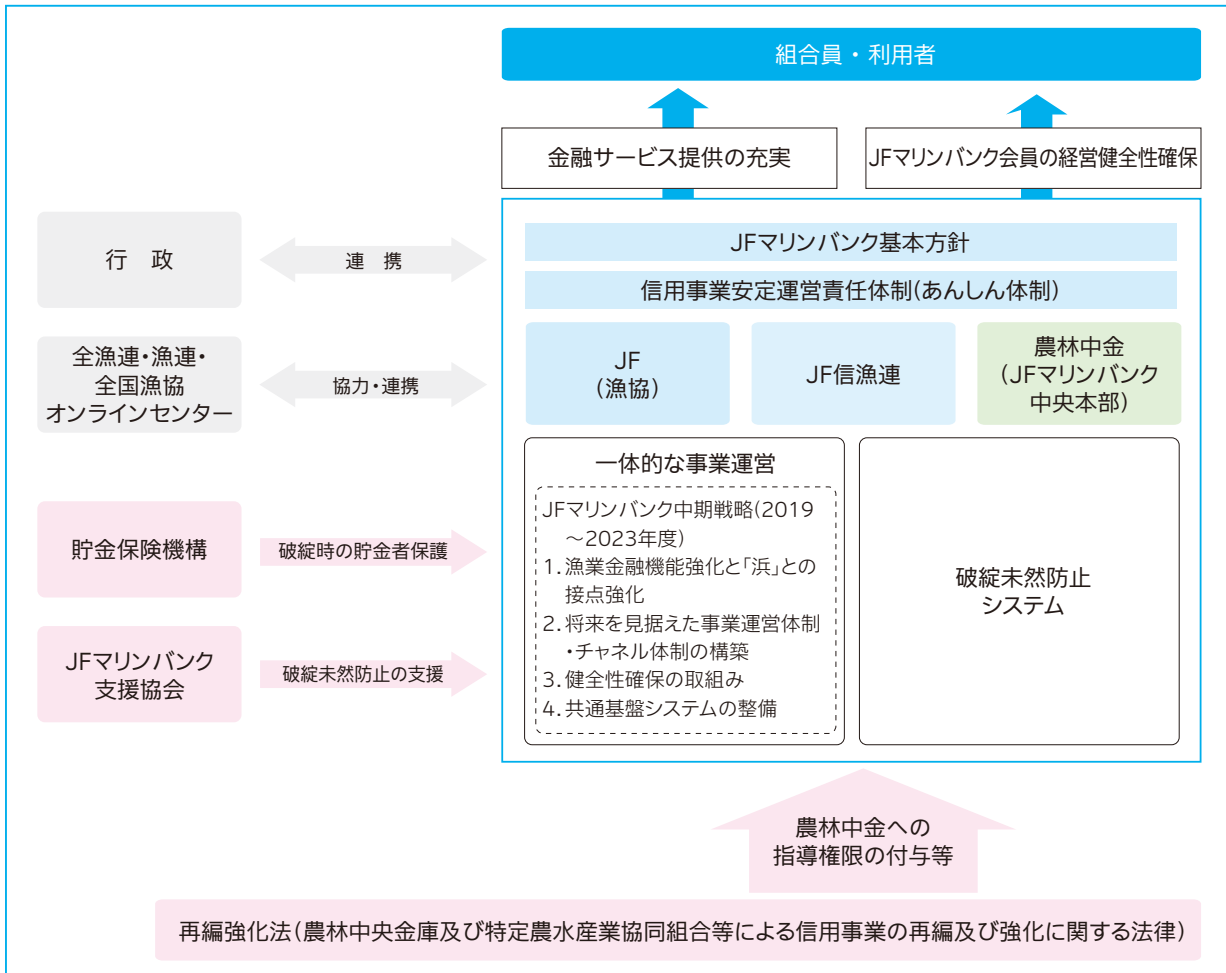 組合員・利用者
金融サービス提供の充実
JFマリンバンク会員の経営健全性確保
行　政
連　携
JFマリンバンク基本方針
信用事業安定運営責任体制(あんしん体制)
全漁連・漁連・
全国漁協
オンラインセンター
協力・連携
JF
(漁協)
JF信漁連
農林中金
(JFマリンバンク
中央本部)
貯金保険機構
破綻時の貯金者保護
JFマリンバンク
支援協会
破綻未然防止の支援
一体的な事業運営
JFマリンバンク中期戦略(2019
～2023年度)
1. 漁業金融機能強化と「浜」との
接点強化
2. 将来を見据えた事業運営体制
・チャネル体制の構築
3. 健全性確保の取組み
4. 共通基盤システムの整備
破綻未然防止
システム
農林中金への
指導権限の付与等
再編強化法(農林中央金庫及び特定農水産業協同組合等による信用事業の再編及び強化に関する法律)